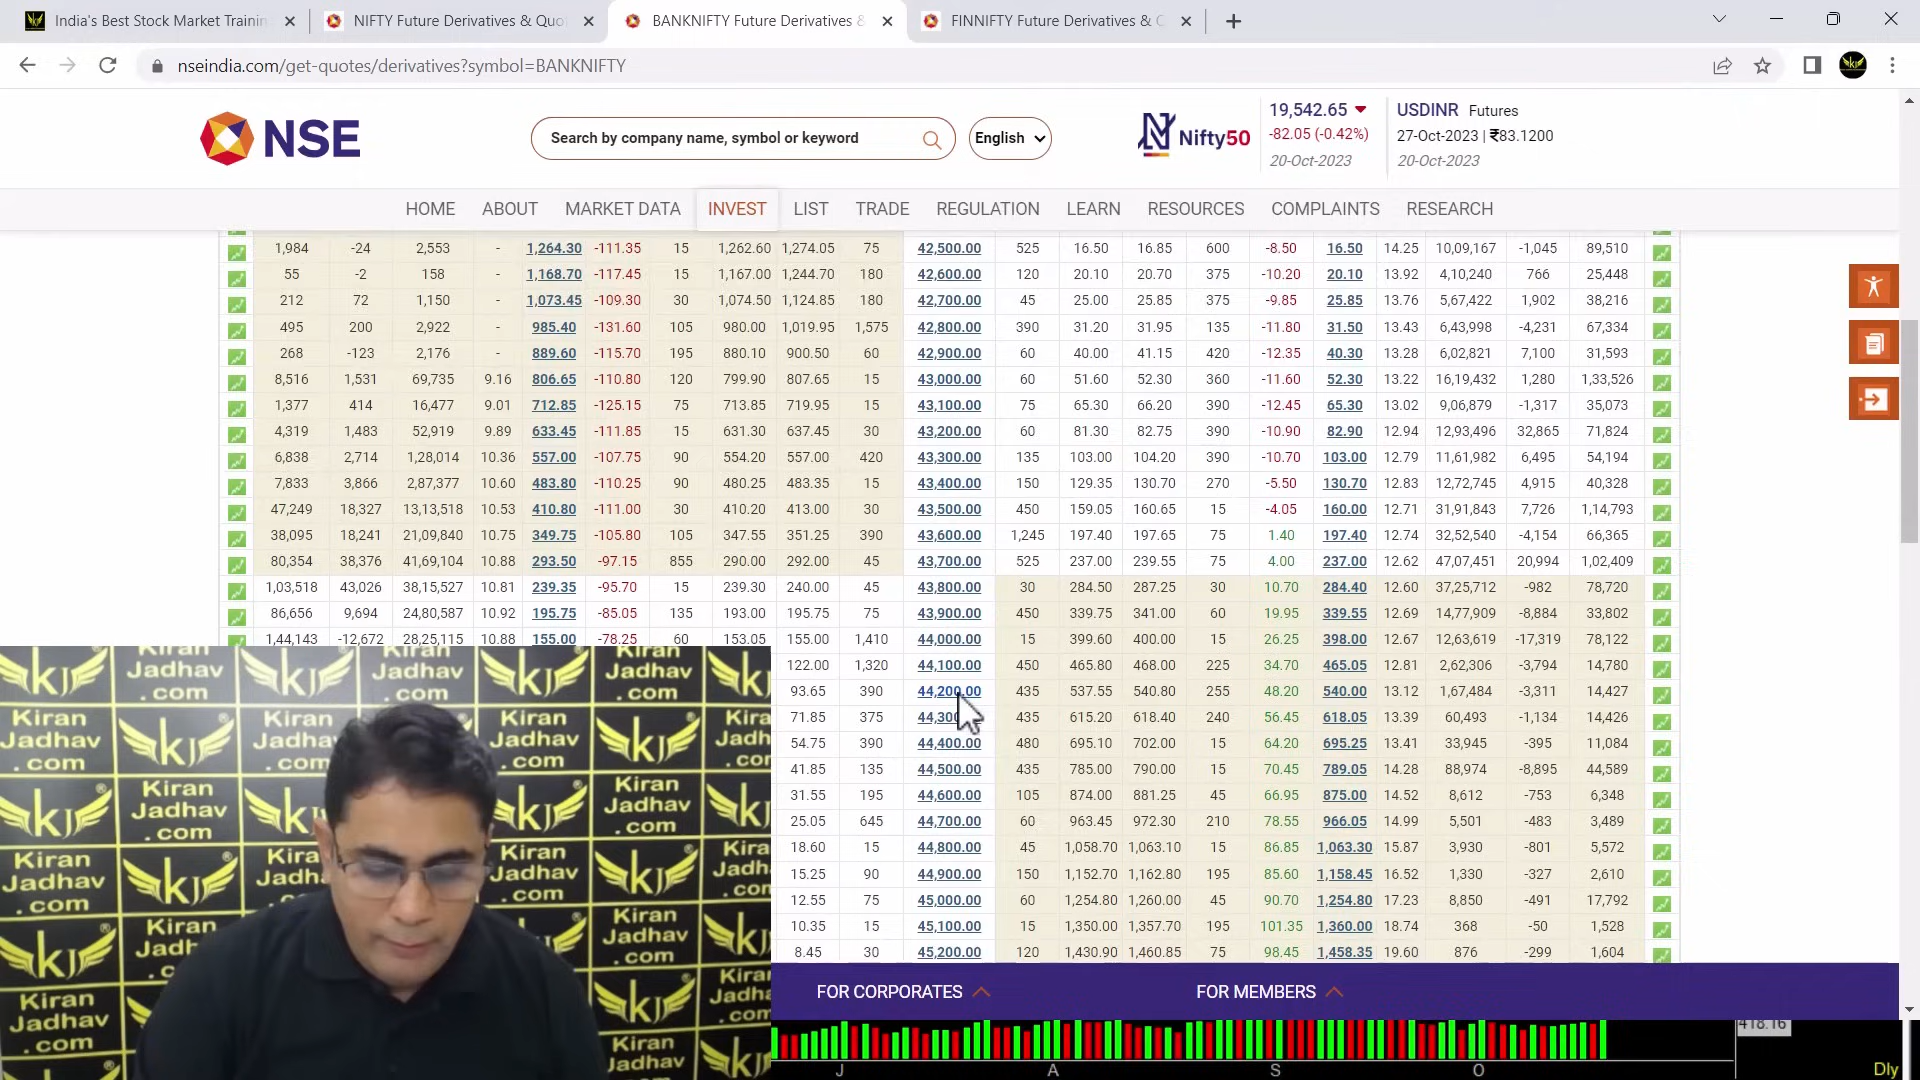 India's Best Stock Market Trainin
NIFTY Future Derivatives & Quo
BANKNIFTY Future Derivatives &
FINNIFTY Future Derivatives & Q
nseindia.com/get-quotes/derivatives?symbol=BANKNIFTY
NSE
Search by company name, symbol or keyword
English
Nifty50
19,542.65
-82.05 (-0.42%)
20-Oct-2023
USDINR Futures
27-Oct-2023 | ₹83.1200
20-Oct-2023
HOME ABOUT MARKET DATA INVEST LIST TRADE REGULATION LEARN RESOURCES COMPLAINTS RESEARCH
1,984 -24 2,553 - 1,264.30 -111.35 15 1,262.60 1,274.05 75 42,500.00 525 16.50 16.85 600 -8.50 16.50 14.25 10,09,167 -1,045 89,510
55 -2 158 - 1,168.70 -117.45 15 1,167.00 1,244.70 180 42,600.00 120 20.10 20.70 375 -10.20 20.10 13.92 4,10,240 766 25,448
212 72 1,150 - 1,073.45 -109.30 30 1,074.50 1,124.85 180 42,700.00 45 25.00 25.85 375 -9.85 25.85 13.76 5,67,422 1,902 38,216
495 200 2,922 - 985.40 -131.60 105 980.00 1,019.95 1,575 42,800.00 390 31.20 31.95 135 -11.80 31.50 13.43 6,43,998 -4,231 67,334
268 -123 2,176 - 889.60 -115.70 195 880.10 900.50 60 42,900.00 60 40.00 41.15 420 -12.35 40.30 13.28 6,02,821 7,100 31,593
8,516 1,531 69,735 9.16 806.65 -110.80 120 799.90 807.65 15 43,000.00 60 51.60 52.30 360 -11.60 52.30 13.22 16,19,432 1,280 1,33,526
1,377 414 16,477 9.01 712.85 -125.15 75 713.85 719.95 15 43,100.00 75 65.30 66.20 390 -12.45 65.30 13.02 9,06,879 -1,317 35,073
4,319 1,483 52,919 9.89 633.45 -111.85 15 631.30 637.45 30 43,200.00 60 81.30 82.75 390 -10.90 82.90 12.94 12,93,496 32,865 71,824
6,838 2,714 1,28,014 10.36 557.00 -107.75 90 554.20 557.00 420 43,300.00 135 103.00 104.20 390 -10.70 103.00 12.79 11,61,982 6,495 54,194
7,833 3,866 2,87,377 10.60 483.80 -110.25 90 480.25 483.35 15 43,400.00 150 129.35 130.70 270 -5.50 130.70 12.83 12,72,745 4,915 40,328
47,249 18,327 13,13,518 10.53 410.80 -111.00 30 410.20 413.00 30 43,500.00 450 159.05 160.65 15 -4.05 160.00 12.71 31,91,843 7,726 1,14,793
38,095 18,241 21,09,840 10.75 349.75 -105.80 105 347.55 351.25 390 43,600.00 1,245 197.40 197.65 75 1.40 197.40 12.74 32,52,540 -4,154 66,365
80,354 38,376 41,69,104 10.88 293.50 -97.15 855 290.00 292.00 45 43,700.00 525 237.00 239.55 75 4.00 237.00 12.62 47,07,451 20,994 1,02,409
1,03,518 43,026 38,15,527 10.81 239.35 -95.70 15 239.30 240.00 45 43,800.00 30 284.50 287.25 30 10.70 284.40 12.60 37,25,712 -982 78,720
86,656 9,694 24,80,587 10.92 195.75 -85.05 135 193.00 195.75 75 43,900.00 450 339.75 341.00 60 19.95 339.55 12.69 14,77,909 -8,884 33,802
1,44,143 -12,672 28,25,115 10.88 155.00 -78.25 60 153.05 155.00 1,410 44,000.00 15 399.60 400.00 15 26.25 398.00 12.67 12,63,619 -17,319 78,122
122.00 1,320 44,100.00 450 465.80 468.00 225 34.70 465.05 12.81 2,62,306 -3,794 14,780
93.65 390 44,200.00 435 537.55 540.80 255 48.20 540.00 13.12 1,67,484 -3,311 14,427
71.85 375 44,300 435 615.20 618.40 240 56.45 618.05 13.39 60,493 -1,134 14,426
54.75 390 44,400.00 480 695.10 702.00 15 64.20 695.25 13.41 33,945 -395 11,084
41.85 135 44,500.00 435 785.00 790.00 15 70.45 789.05 14.28 88,974 -8,895 44,589
31.55 195 44,600.00 105 874.00 881.25 45 66.95 875.00 14.52 8,612 -753 6,348
25.05 645 44,700.00 60 963.45 972.30 210 78.55 966.05 14.99 5,501 -483 3,489
18.60 15 44,800.00 45 1,058.70 1,063.10 15 86.85 1,063.30 15.87 3,930 -801 5,572
15.25 90 44,900.00 150 1,152.70 1,162.80 195 85.60 1,158.45 16.52 1,330 -327 2,610
12.55 75 45,000.00 60 1,254.80 1,260.00 45 90.70 1,254.80 17.23 8,850 -491 17,792
10.35 15 45,100.00 15 1,350.00 1,357.70 195 101.35 1,360.00 18.74 368 -50 1,528
8.45 30 45,200.00 120 1,430.90 1,460.85 75 98.45 1,458.35 19.60 876 -299 1,604
FOR CORPORATES
FOR MEMBERS
418.16
J A S O
Dly
Kiran
Jadhav
.com